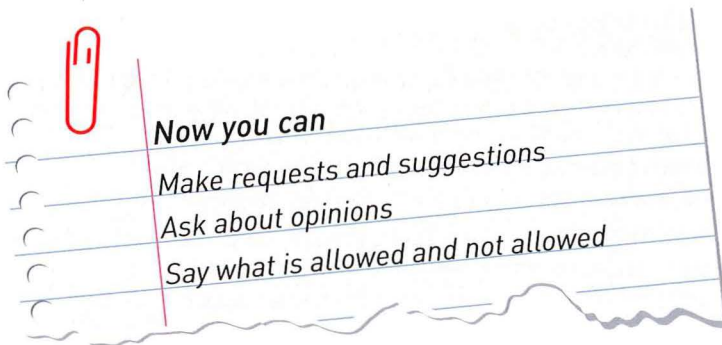 Now you can
Make requests and suggestions
Ask about opinions
Say what is allowed and not allowed